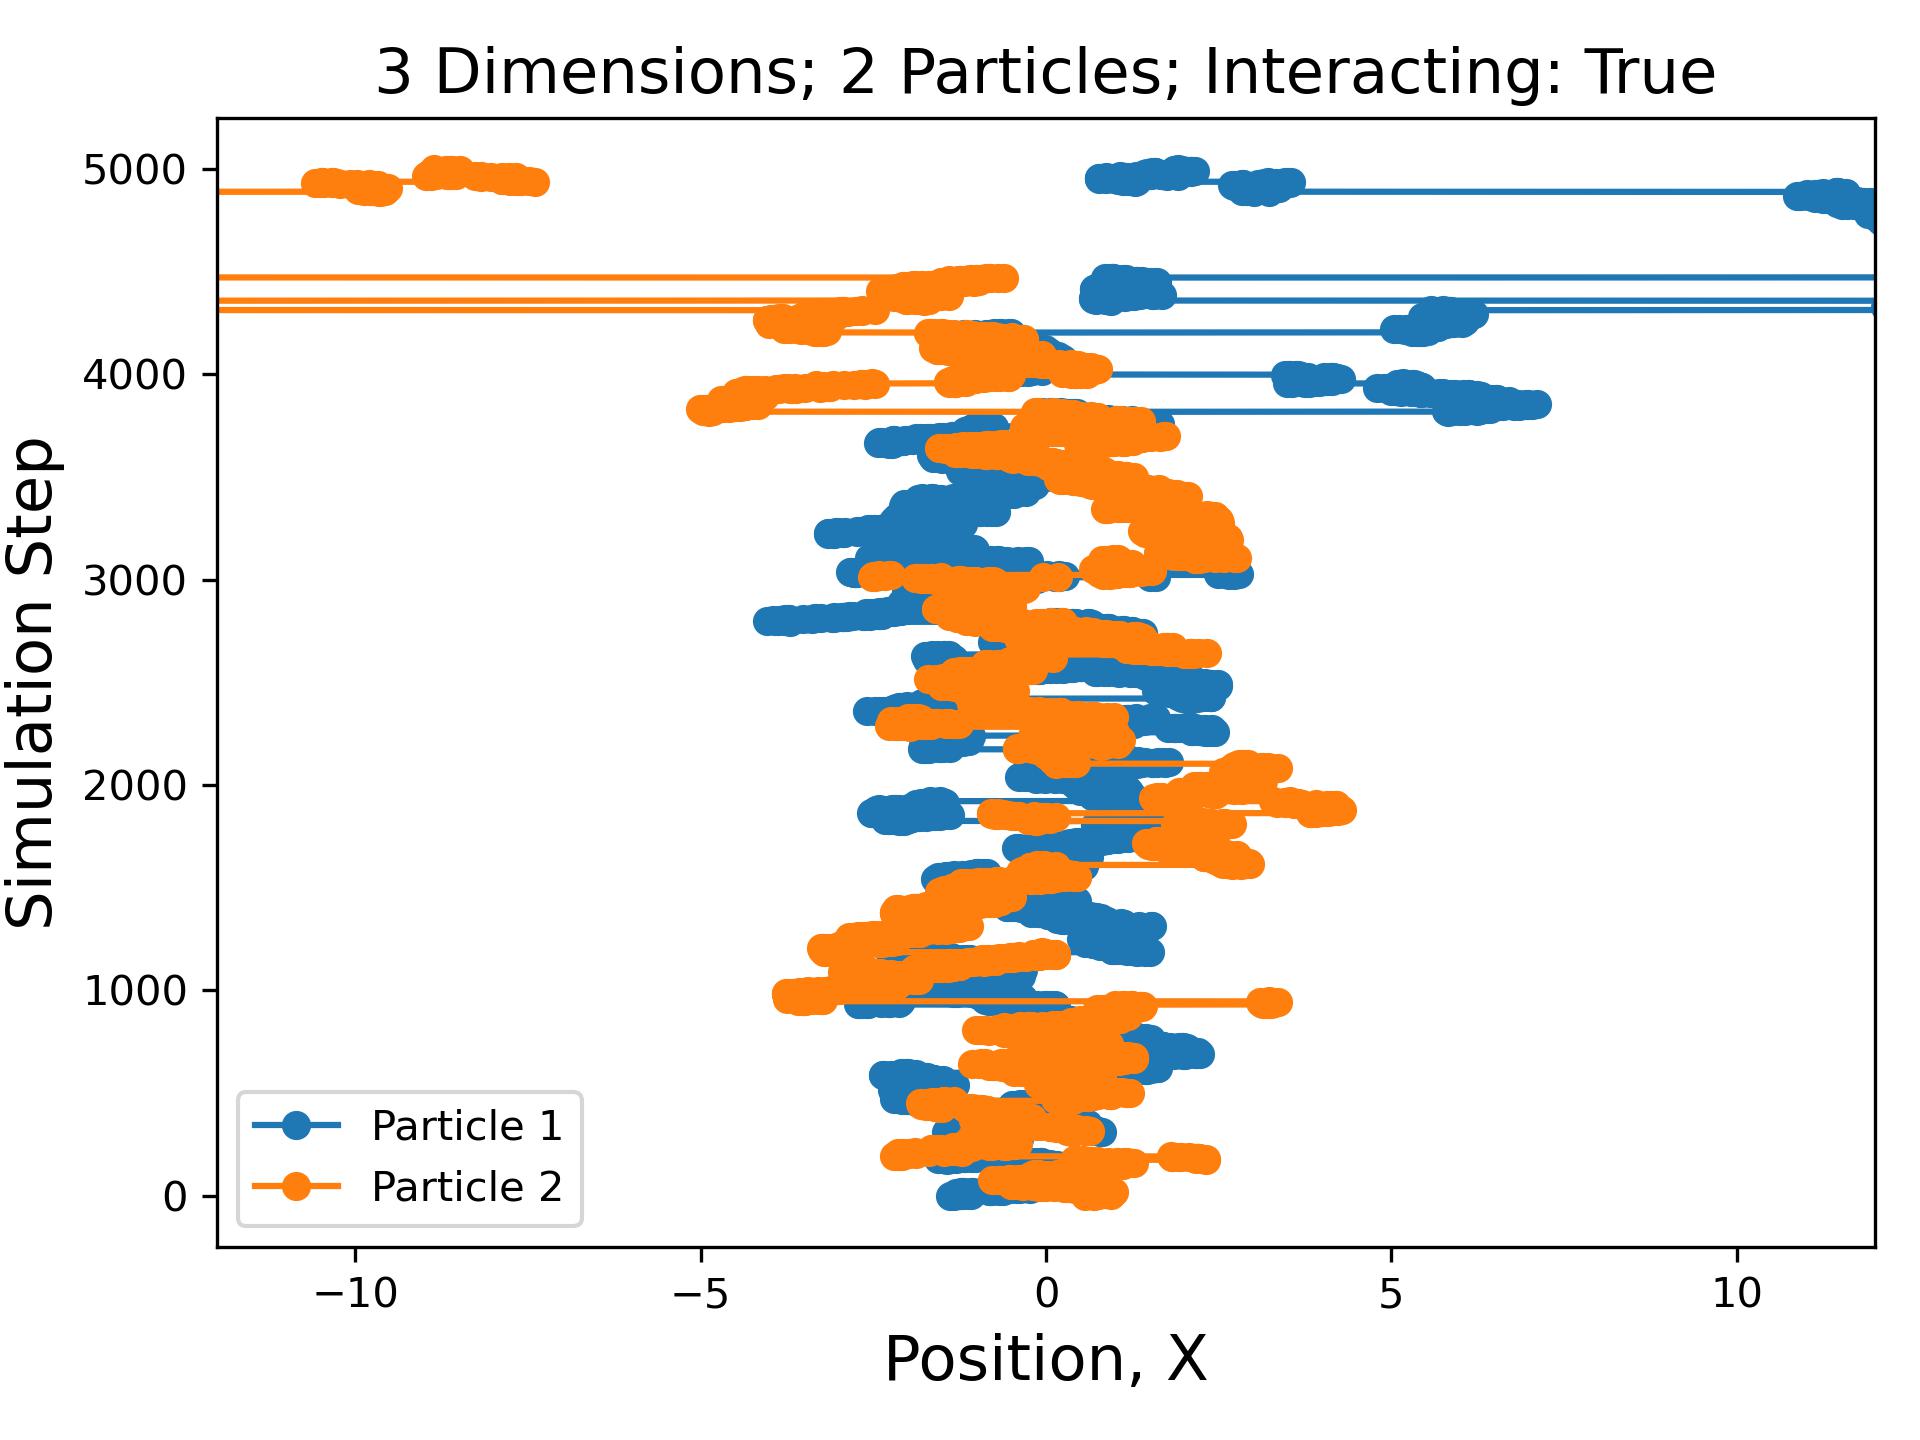 3 Dimensions; 2 Particles; Interacting: True
Simulation Step
5000
4000
3000
2000
1000
0
Particle 1
Particle 2
−10
−5
0
5
10
Position, X